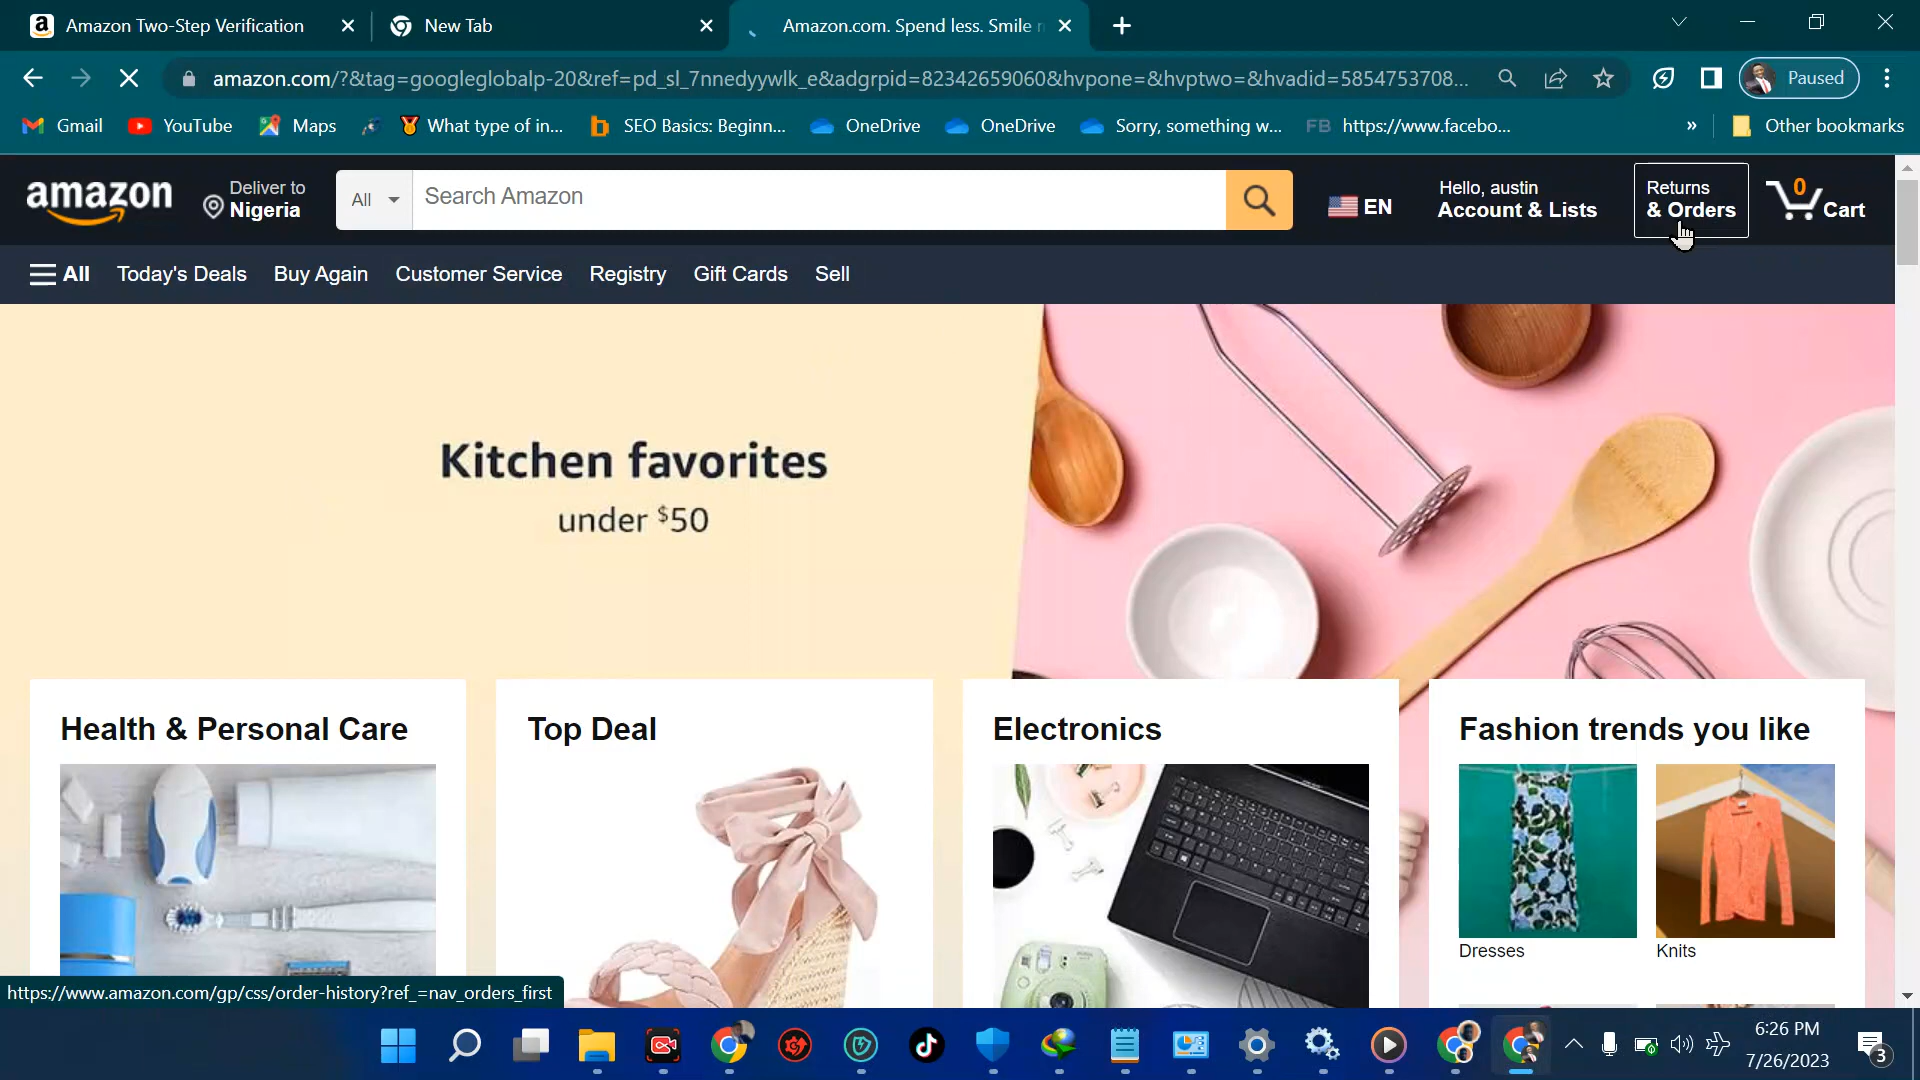 Amazon Two-Step Verification
New Tab
Amazon.com. Spend less. Smile
amazon.com/?&tag=googleglobalp-20&ref=pd_sl_7nnedyywlk_e&adgrpid=82342659060&hvpone=&hvptwo=&hvadid=5854753708...
Paused
Gmail
YouTube
Maps
What type of in...
SEO Basics: Beginn...
OneDrive
OneDrive
Sorry, something w...
FB https://www.facebo...
»
Other bookmarks
amazon
Deliver to
Nigeria
All
Search Amazon
EN
Hello, austin
Account & Lists
Returns
& Orders
0
Cart
All
Today's Deals
Buy Again
Customer Service
Registry
Gift Cards
Sell
Kitchen favorites
under $50
Health & Personal Care
Top Deal
Electronics
Fashion trends you like
Dresses
Knits
https://www.amazon.com/gp/css/order-history?ref_=nav_orders_first
6:26 PM
7/26/2023
3